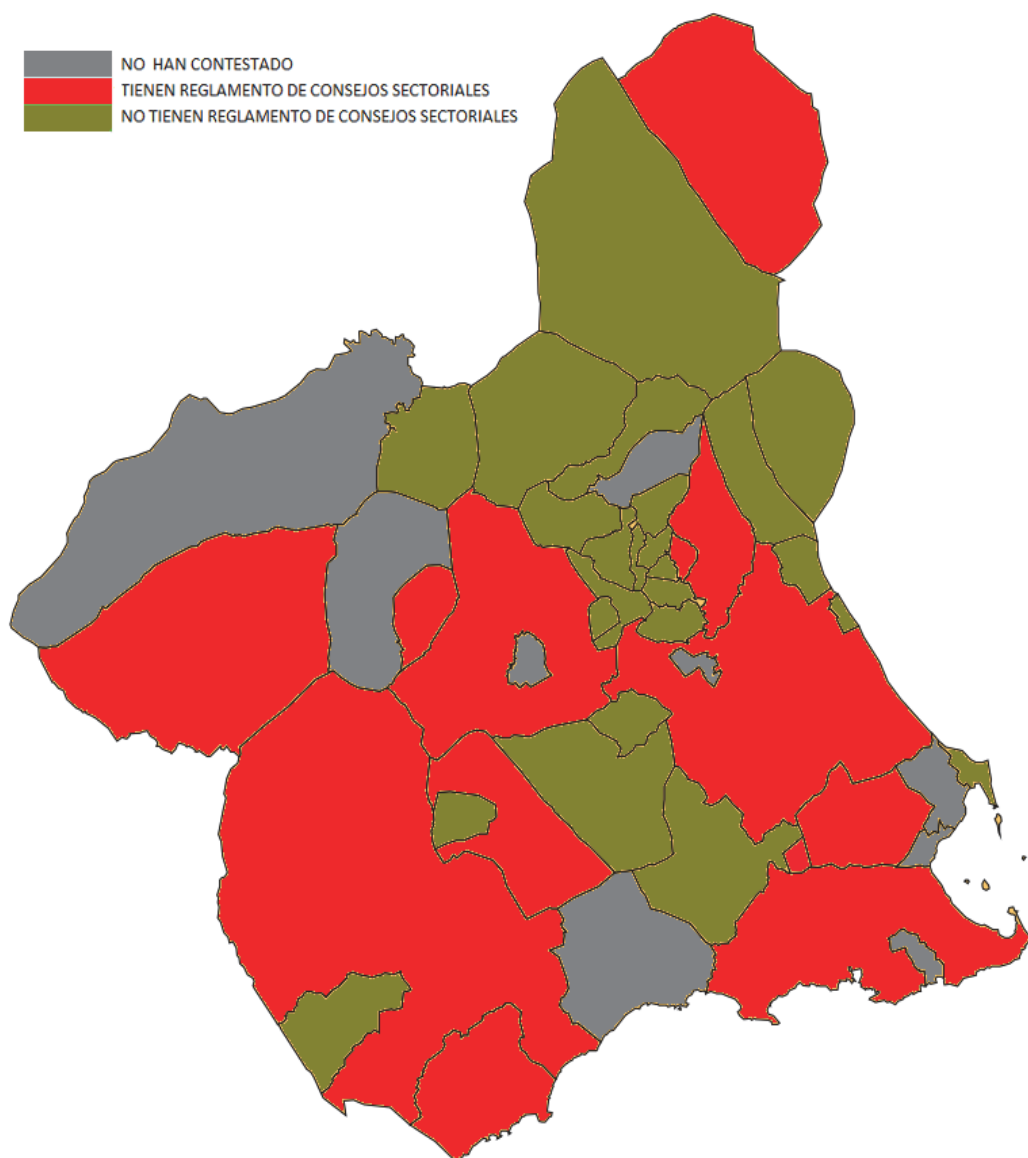 NO HAN CONTESTADO
TIENEN REGLAMENTO DE CONSEJOS SECTORIALES
NO TIENEN REGLAMENTO DE CONSEJOS SECTORIALES